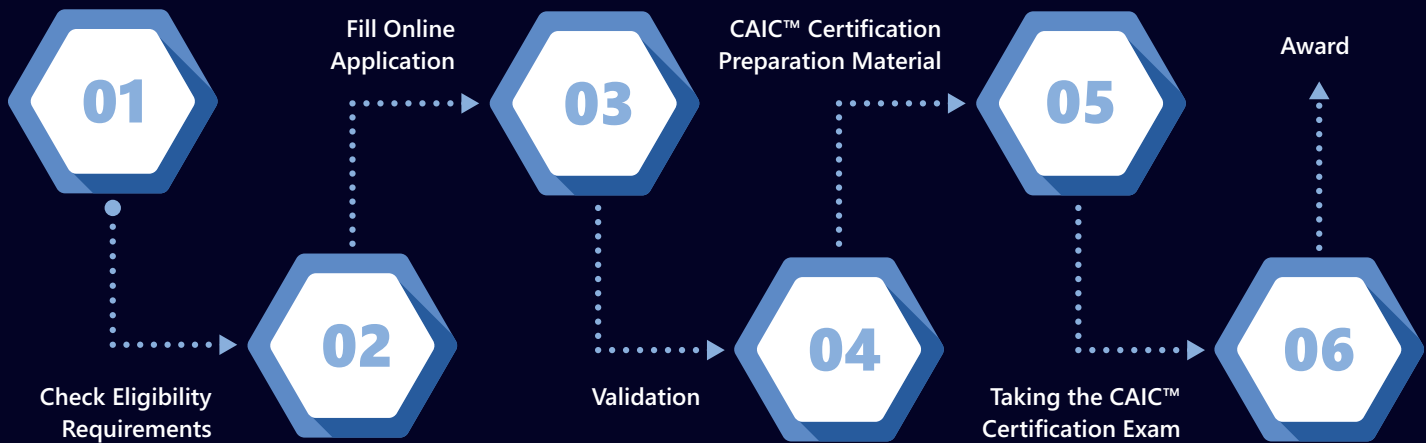 01
Check Eligibility
Requirements
02
Fill Online
Application
03
Validation
04
CAIC™ Certification
Preparation Material
05
Taking the CAIC™
Certification Exam
06
Award